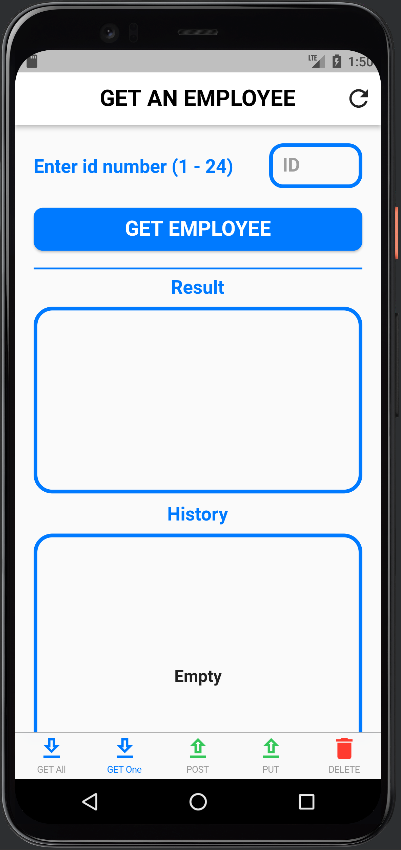 LTE 1:50
GET AN EMPLOYEE
Enter id number (1 - 24)
ID
GET EMPLOYEE
Result
History
Empty
GET All
GET One
POST
PUT
DELETE